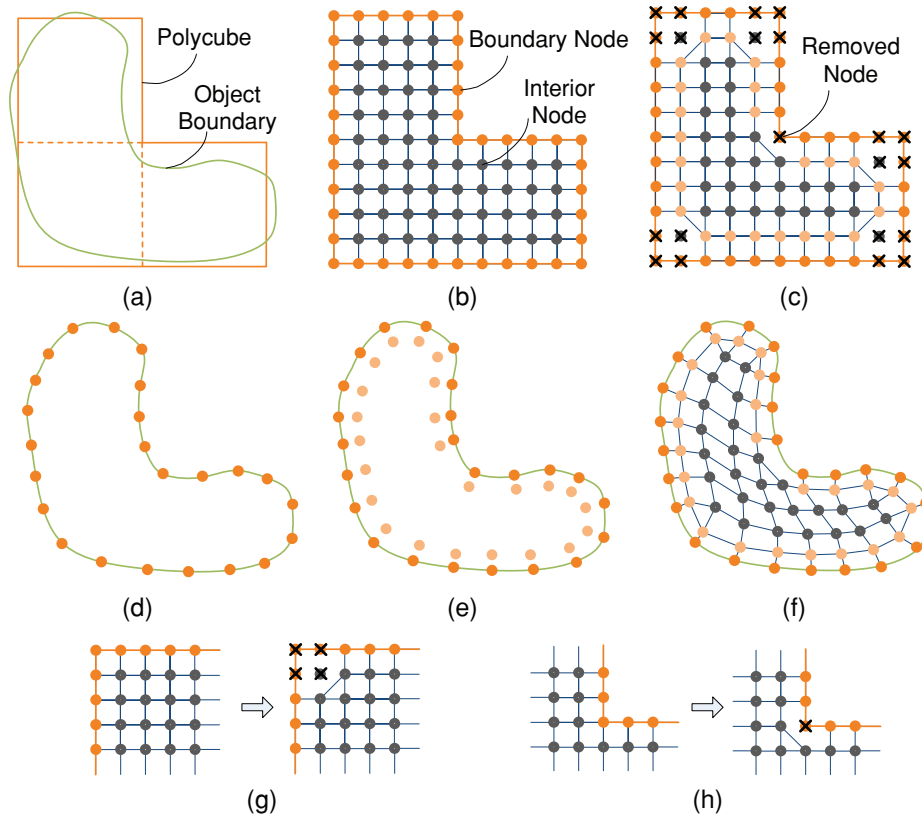 Polycube
Object
Boundary
(a)
Boundary Node
Interior
Node
(b)
Removed
Node
(c)
(d)
(e)
(f)
(g)
(h)